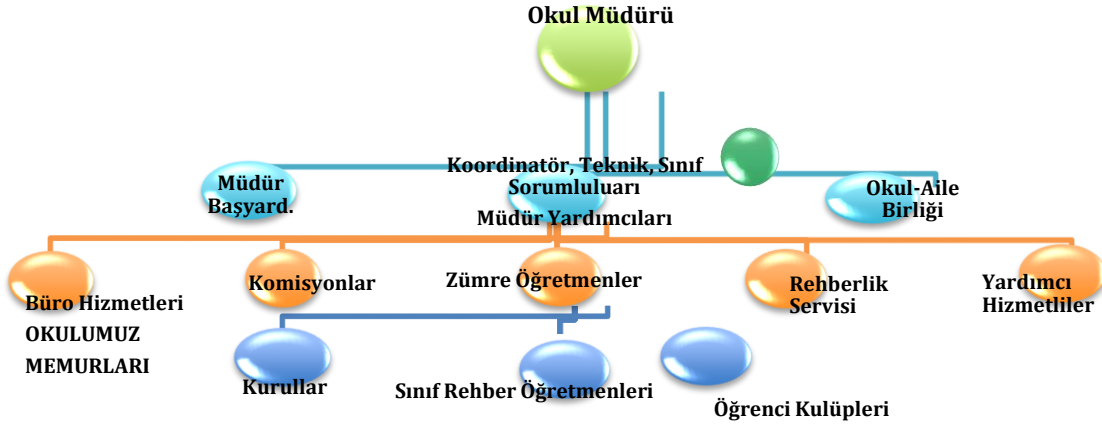 Okul Müdürü
Koordinatör, Teknik, Sınıf
Sorumluluarı
Müdür Yardımcıları
Müdür
Başyard.
Okul-Aile
Birliği
Büro Hizmetleri
OKULUMUZ
MEMURLARI
Komisyonlar
Zümre Öğretmenler
Rehberlik
Servisi
Yardımcı
Hizmetliler
Kurullar
Sınıf Rehber Öğretmenleri
Öğrenci Kulüpleri